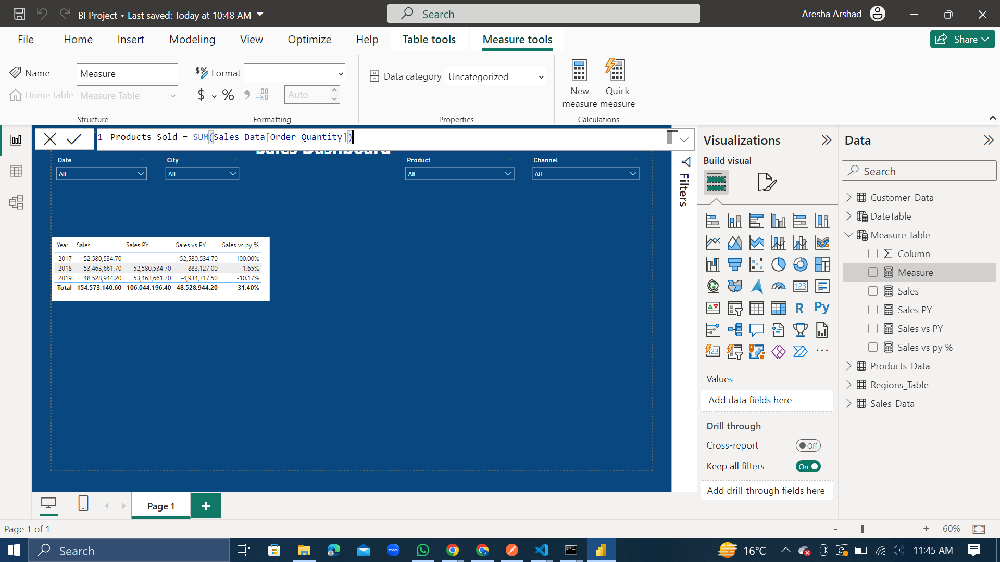 BI Project • Last saved: Today at 10:48 AM
Search
Aresha Arshad
File Home Insert Modeling View Optimize Help Table tools Measure tools
Share
Name Measure
Home table Measure Table
Structure
$% Format
$ % 9 .00 Auto
Formatting
Data category Uncategorized
Properties
New measure
Quick measure
Calculations
1 Products Sold = SUM(Sales_Data[Order Quantity])
Sales Dashboard
Date City Product Channel
All All All All
Year Sales Sales PY Sales vs PY Sales vs py %
2017 52,580,534.70 52,580,534.70 100.00%
2018 53,463,661.70 52,580,534.70 883,127.00 1.65%
2019 48,528,944.20 53,463,661.70 -4,934,717.50 -10.17%
Total 154,573,140.60 106,044,196.40 48,528,944.20 31.40%
Filters
Visualizations
Build visual
123
R Py
123
Values
Add data fields here
Drill through
Cross-report Off
Keep all filters On
Add drill-through fields here
Data
Search
Customer_Data
DateTable
Measure Table
Column
Measure
Sales
Sales PY
Sales vs PY
Sales vs py %
Products_Data
Regions_Table
Sales_Data
Page 1
Page 1 of 1
- + 60%
Search
zoom
16°C
11:45 AM